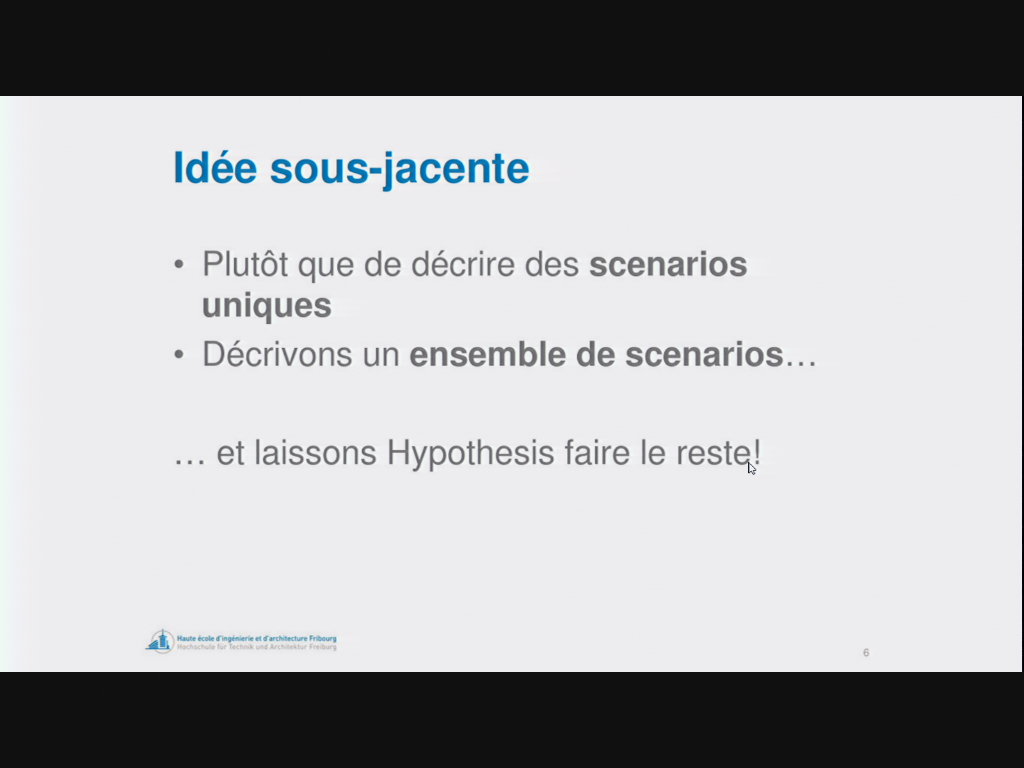 Idée sous-jacente
• Plutôt que de décrire des scenarios
uniques
• Décrivons un ensemble de scenarios…
… et laissons Hypothesis faire le reste!
Haute école d'ingénierie et d'architecture Fribourg
Hochschule für Technik und Architektur Freiburg
6